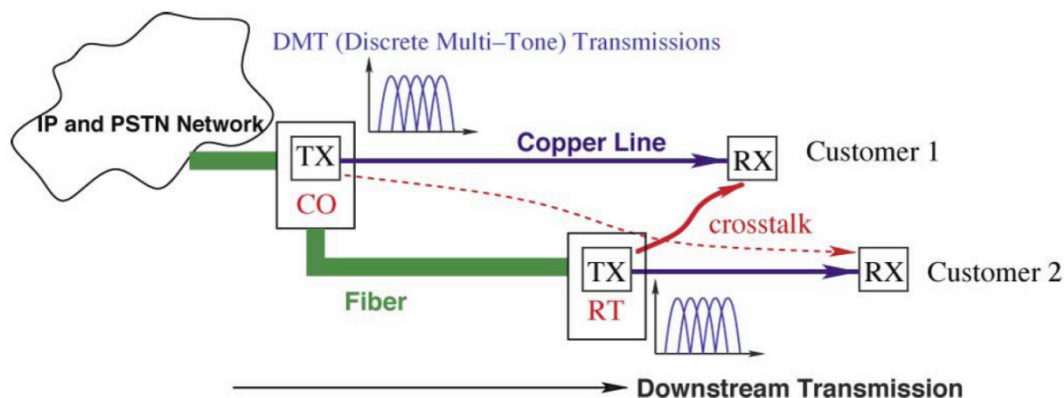 DMT (Discrete Multi–Tone) Transmissions
IP and PSTN Network
TX
Copper Line
RX
Customer 1
CO
crosstalk
TX
RX
Customer 2
Fiber
RT
Downstream Transmission